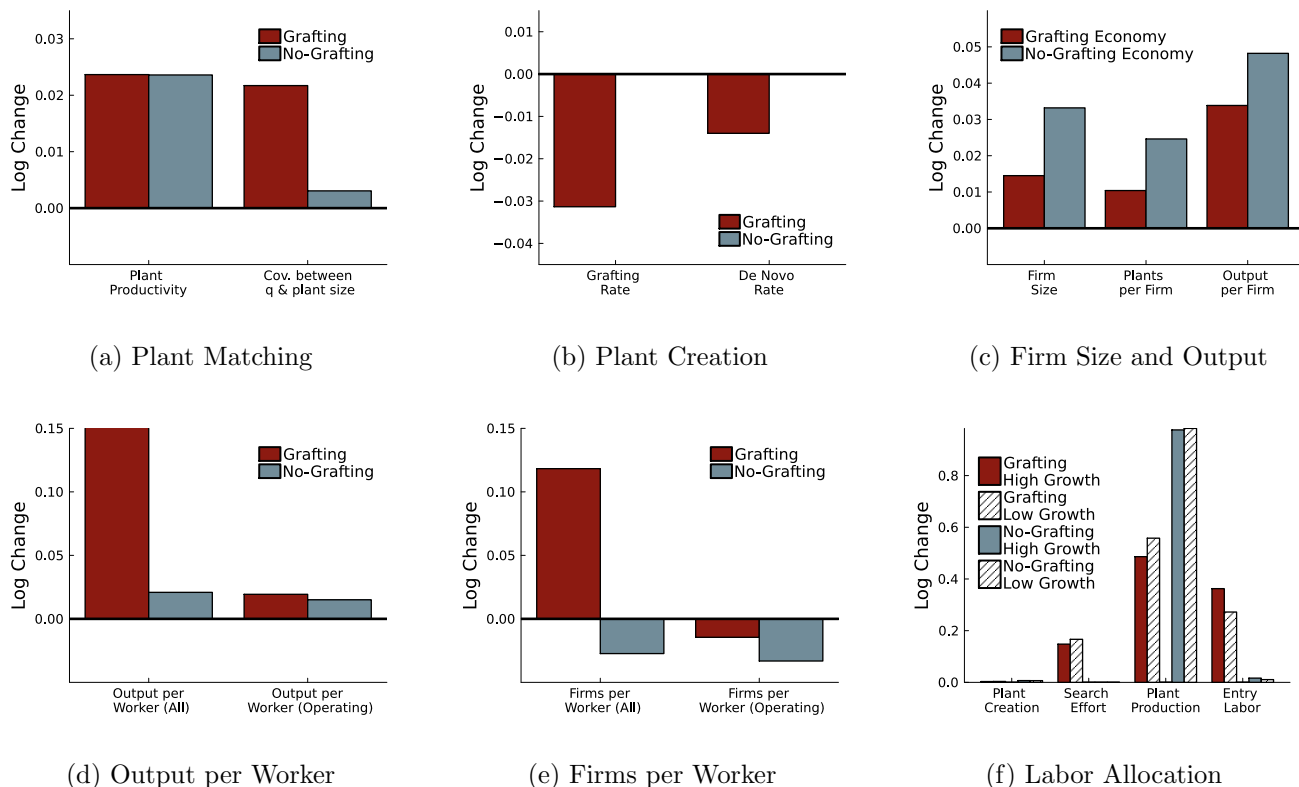 Log Change
0.03
0.02
0.01
0.00
Grafting
No-Grafting
Plant
Productivity
Cov. between
q & plant size
(a) Plant Matching
Log Change
0.00
−0.01
−0.02
−0.03
−0.04
Grafting
No-Grafting
Grafting
Rate
De Novo
Rate
(b) Plant Creation
Log Change
0.05
0.04
0.03
0.02
0.01
0.00
Grafting Economy
No-Grafting Economy
Firm
Size
Plants
per Firm
Output
per Firm
(c) Firm Size and Output
Log Change
0.15
0.10
0.05
0.00
Grafting
No-Grafting
Output per
Worker (All)
Output per
Worker (Operating)
(d) Output per Worker
Log Change
0.15
0.10
0.05
0.00
Grafting
No-Grafting
Firms per
Worker (All)
Firms per
Worker (Operating)
(e) Firms per Worker
Log Change
0.8
0.6
0.4
0.2
0.0
Grafting
High Growth
Grafting
Low Growth
No-Grafting
High Growth
No-Grafting
Low Growth
Plant
Creation
Search
Effort
Plant
Production
Entry
Labor
(f) Labor Allocation